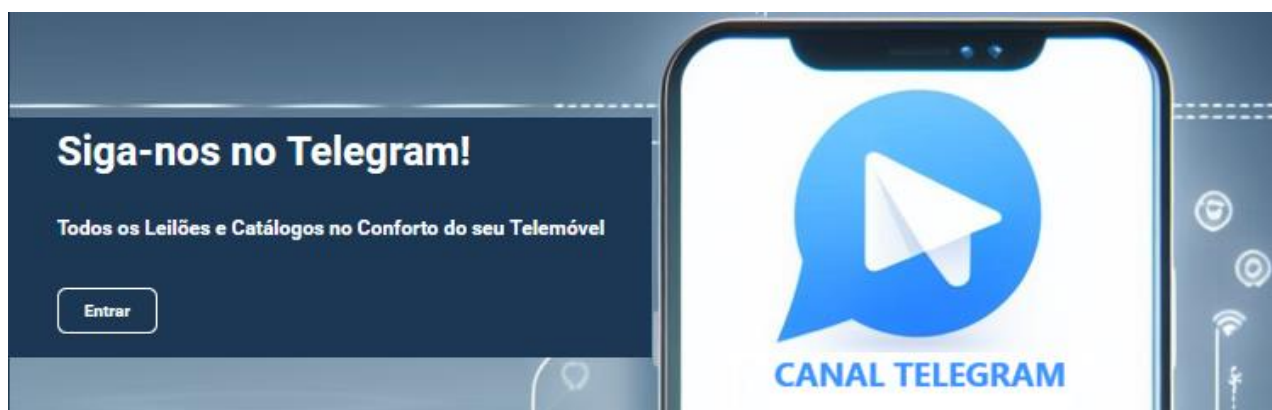 Siga-nos no Telegram!
Todos os Leilões e Catálogos no Conforto do seu Telemóvel
Entrar
CANAL TELEGRAM